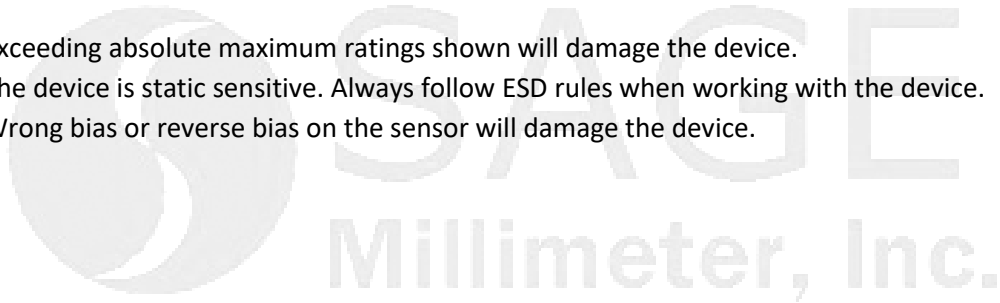 xceeding absolute maximum ratings shown will damage the device.
he device is static sensitive. Always follow ESD rules when working with the device.
rong bias or reverse bias on the sensor will damage the device.
SAGE
Millimeter, Inc.